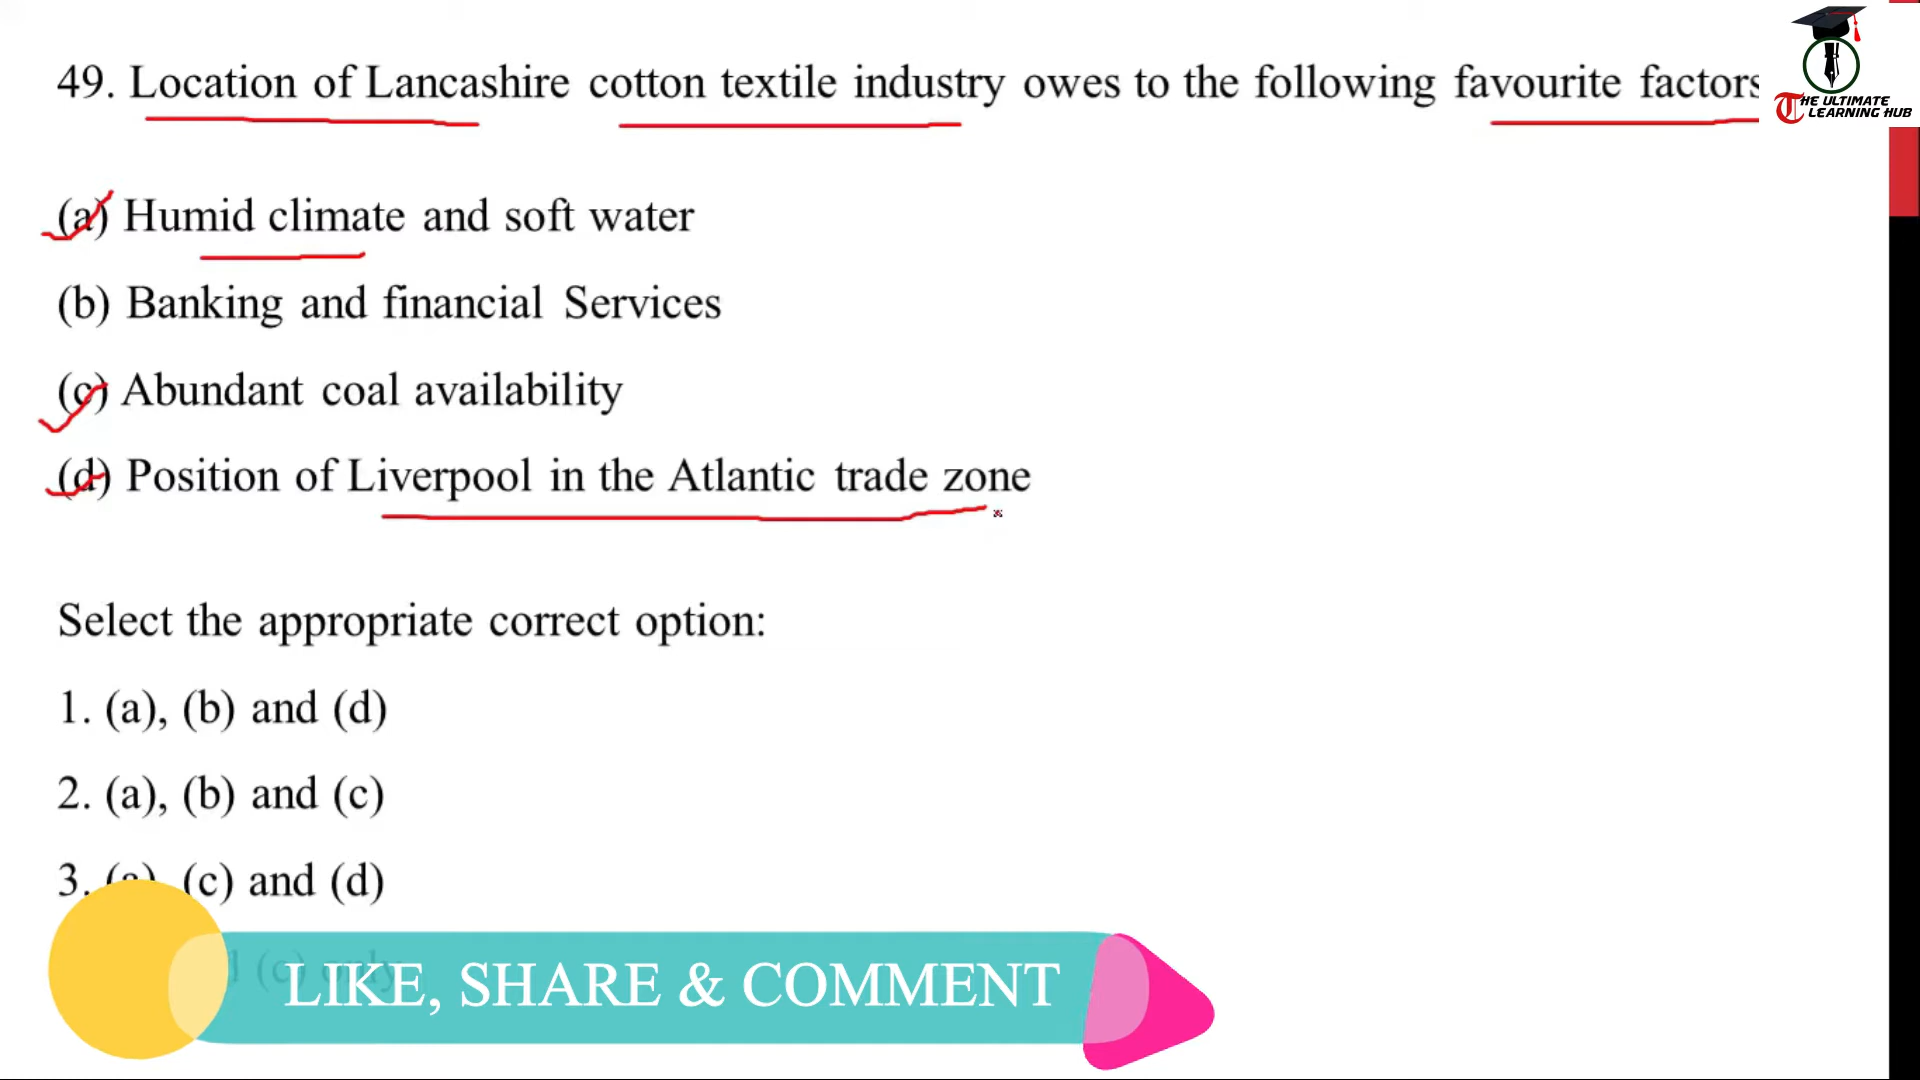 49. Location of Lancashire cotton textile industry owes to the following favourite factors
THE ULTIMATE
LEARNING HUB
(a) Humid climate and soft water
(b) Banking and financial Services
(c) Abundant coal availability
(d) Position of Liverpool in the Atlantic trade zone
Select the appropriate correct option:
1. (a), (b) and (d)
2. (a), (b) and (c)
3. (a), (c) and (d)
(c) only
LIKE, SHARE & COMMENT